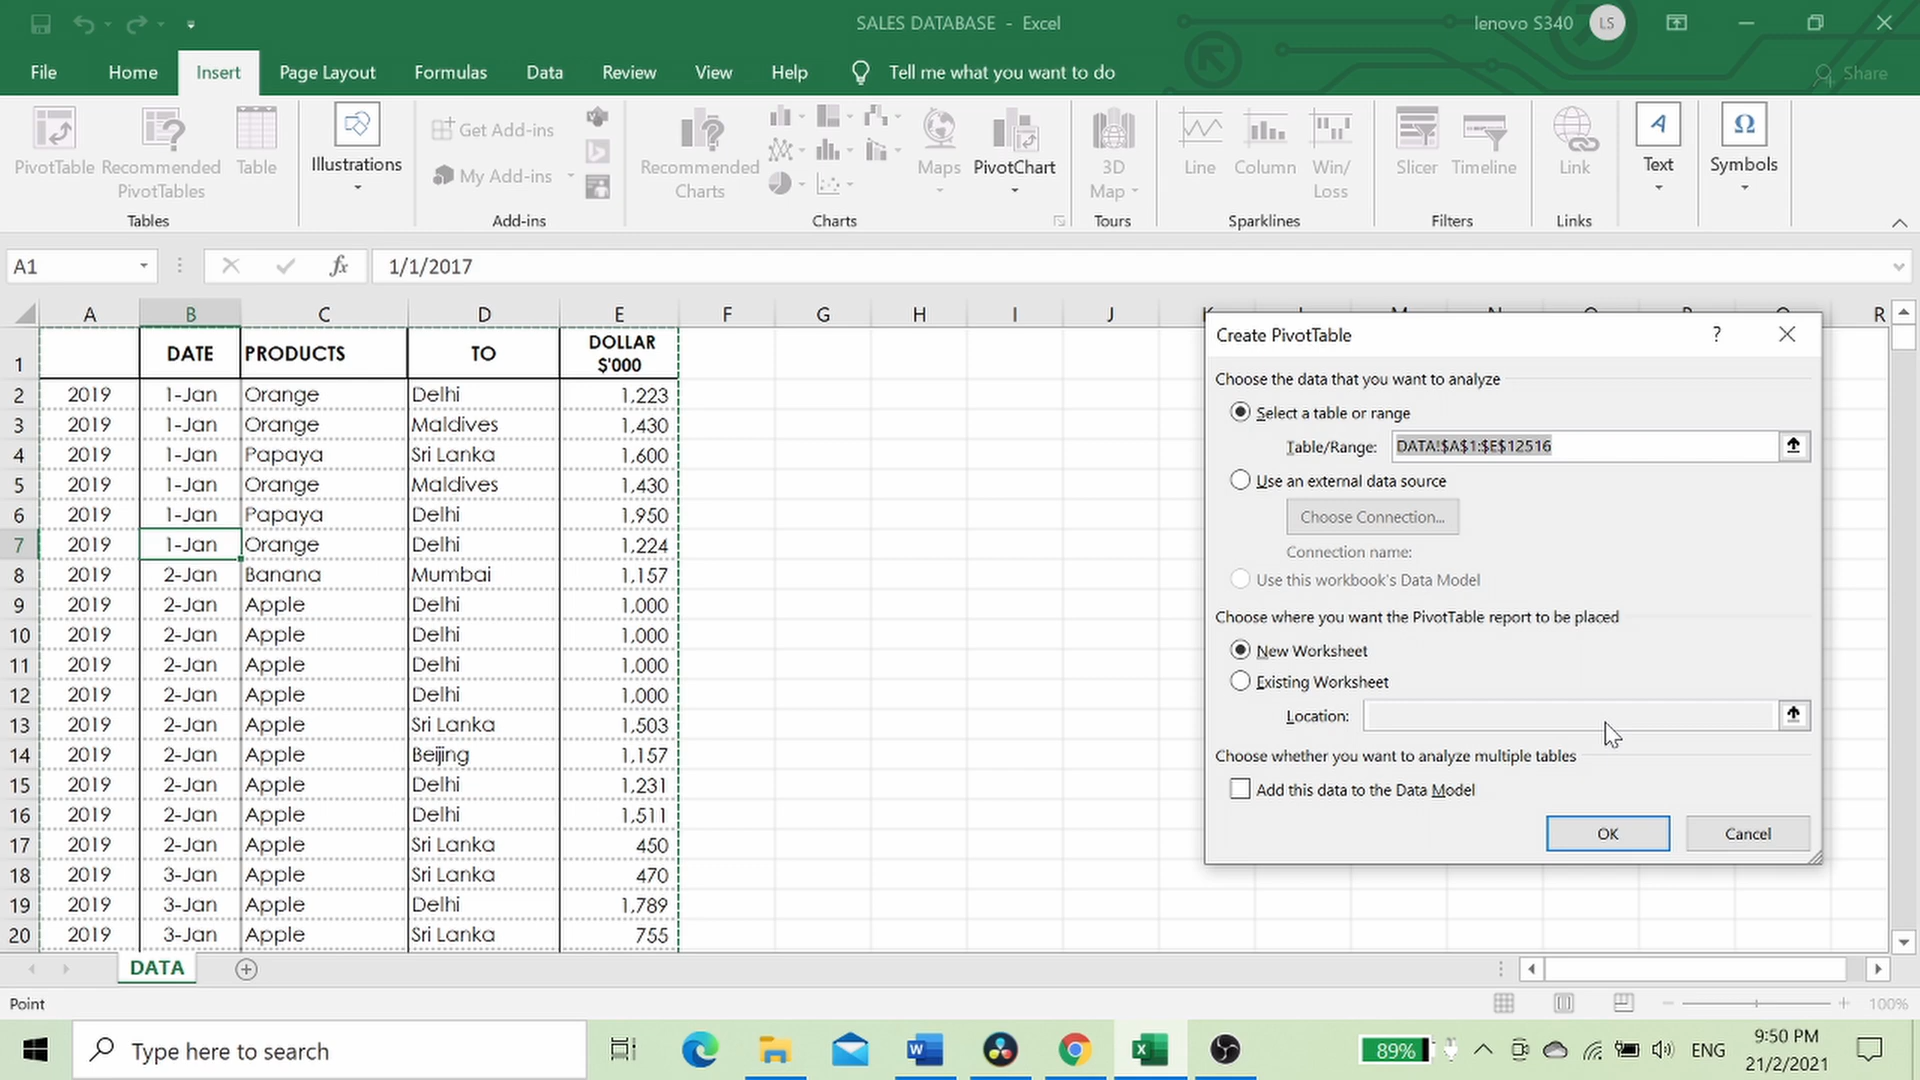 SALES DATABASE - Excel
lenovo S340
LS
File
Home
Insert
Page Layout
Formulas
Data
Review
View
Help
Tell me what you want to do
Share
PivotTable
Recommended
PivotTables
Table
Illustrations
Get Add-ins
My Add-ins
Recommended
Charts
Maps
PivotChart
3D
Map
Line
Column
Win/
Loss
Slicer
Timeline
Link
Text
Symbols
Tables
Add-ins
Charts
Tours
Sparklines
Filters
Links
A1
fx
1/1/2017
A B C D E F G H I J R
1 DATE PRODUCTS TO DOLLAR $'000
2 2019 1-Jan Orange Delhi 1,223
3 2019 1-Jan Orange Maldives 1,430
4 2019 1-Jan Papaya Sri Lanka 1,600
5 2019 1-Jan Orange Maldives 1,430
6 2019 1-Jan Papaya Delhi 1,950
7 2019 1-Jan Orange Delhi 1,224
8 2019 2-Jan Banana Mumbai 1,157
9 2019 2-Jan Apple Delhi 1,000
10 2019 2-Jan Apple Delhi 1,000
11 2019 2-Jan Apple Delhi 1,000
12 2019 2-Jan Apple Delhi 1,000
13 2019 2-Jan Apple Sri Lanka 1,503
14 2019 2-Jan Apple Beijing 1,157
15 2019 2-Jan Apple Delhi 1,231
16 2019 2-Jan Apple Delhi 1,511
17 2019 2-Jan Apple Sri Lanka 450
18 2019 3-Jan Apple Sri Lanka 470
19 2019 3-Jan Apple Delhi 1,789
20 2019 3-Jan Apple Sri Lanka 755
Create PivotTable
?
Choose the data that you want to analyze
Select a table or range
Table/Range: DATA!$A$1:$E$12516
Use an external data source
Choose Connection...
Connection name:
Use this workbook's Data Model
Choose where you want the PivotTable report to be placed
New Worksheet
Existing Worksheet
Location:
Choose whether you want to analyze multiple tables
Add this data to the Data Model
OK
Cancel
DATA
Point
100%
Type here to search
89%
ENG
9:50 PM
21/2/2021